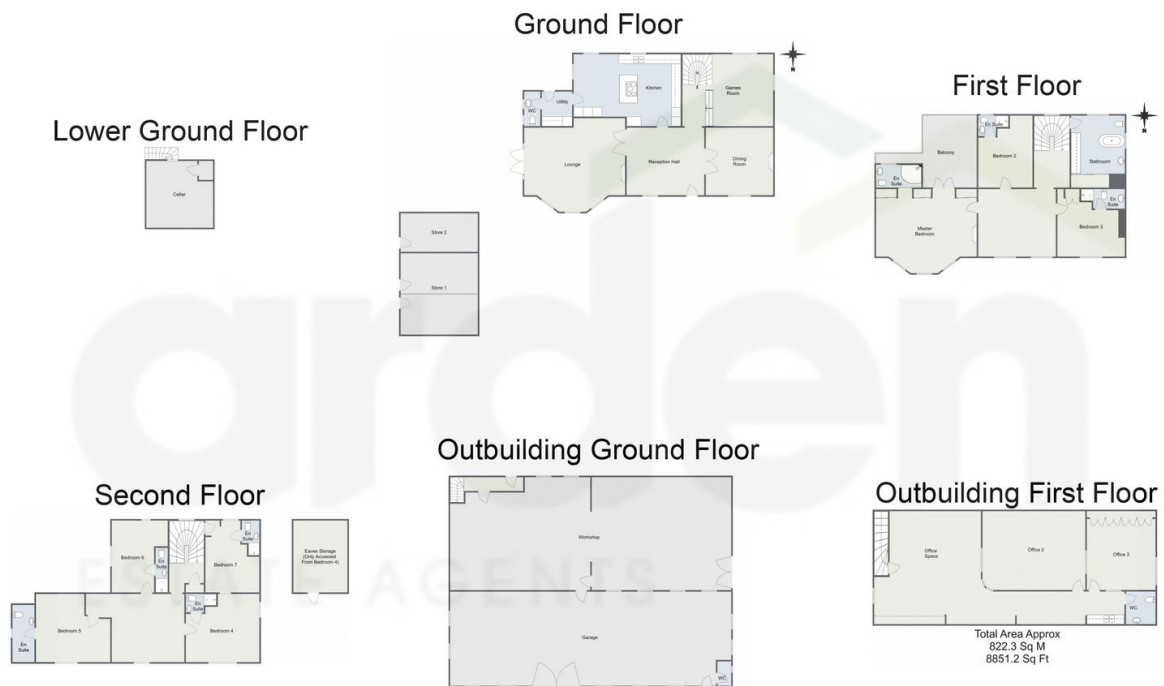 Ground Floor
Kitchen
Utility
WC
Games
Room
Lounge
Reception Hall
Dining
Room
N
First Floor
En Suite
Balcony
Bedroom 2
Bathroom
En
Suite
En
Suite
Master
Bedroom
Bedroom 3
N
Lower Ground Floor
Cellar
Store 2
Store 1
arden
ESTATE AGENTS
Second Floor
Bedroom 6
En
Suite
En
Suite
Bedroom 7
Eaves Storage
(Only Accessed
From Bedroom 4)
En
Suite
Bedroom 5
Bedroom 4
En
Suite
Outbuilding Ground Floor
Workshop
Garage
WC
Outbuilding First Floor
Office
Space
Office 2
Office 3
WC
Total Area Approx
822.3 Sq M
8851.2 Sq Ft